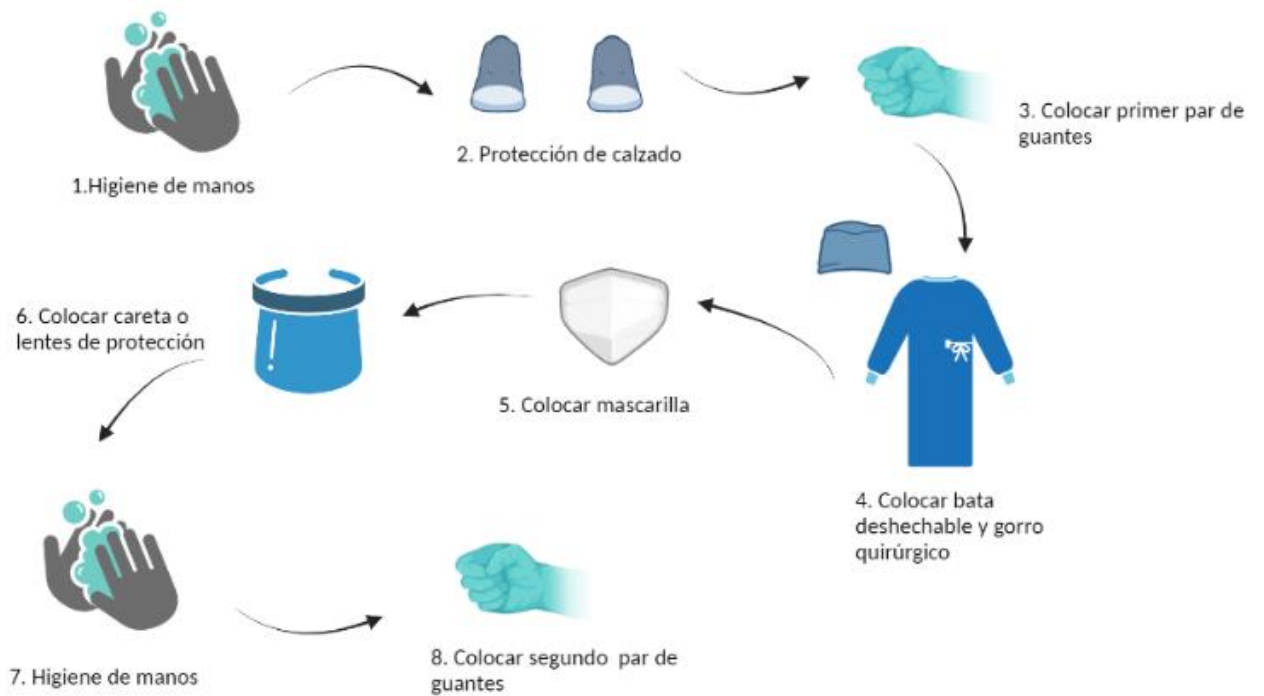 1.Higiene de manos
2. Protección de calzado
3. Colocar primer par de
guantes
4. Colocar bata
deshechable y gorro
quirúrgico
5. Colocar mascarilla
6. Colocar careta o
lentes de protección
7. Higiene de manos
8. Colocar segundo par de
guantes